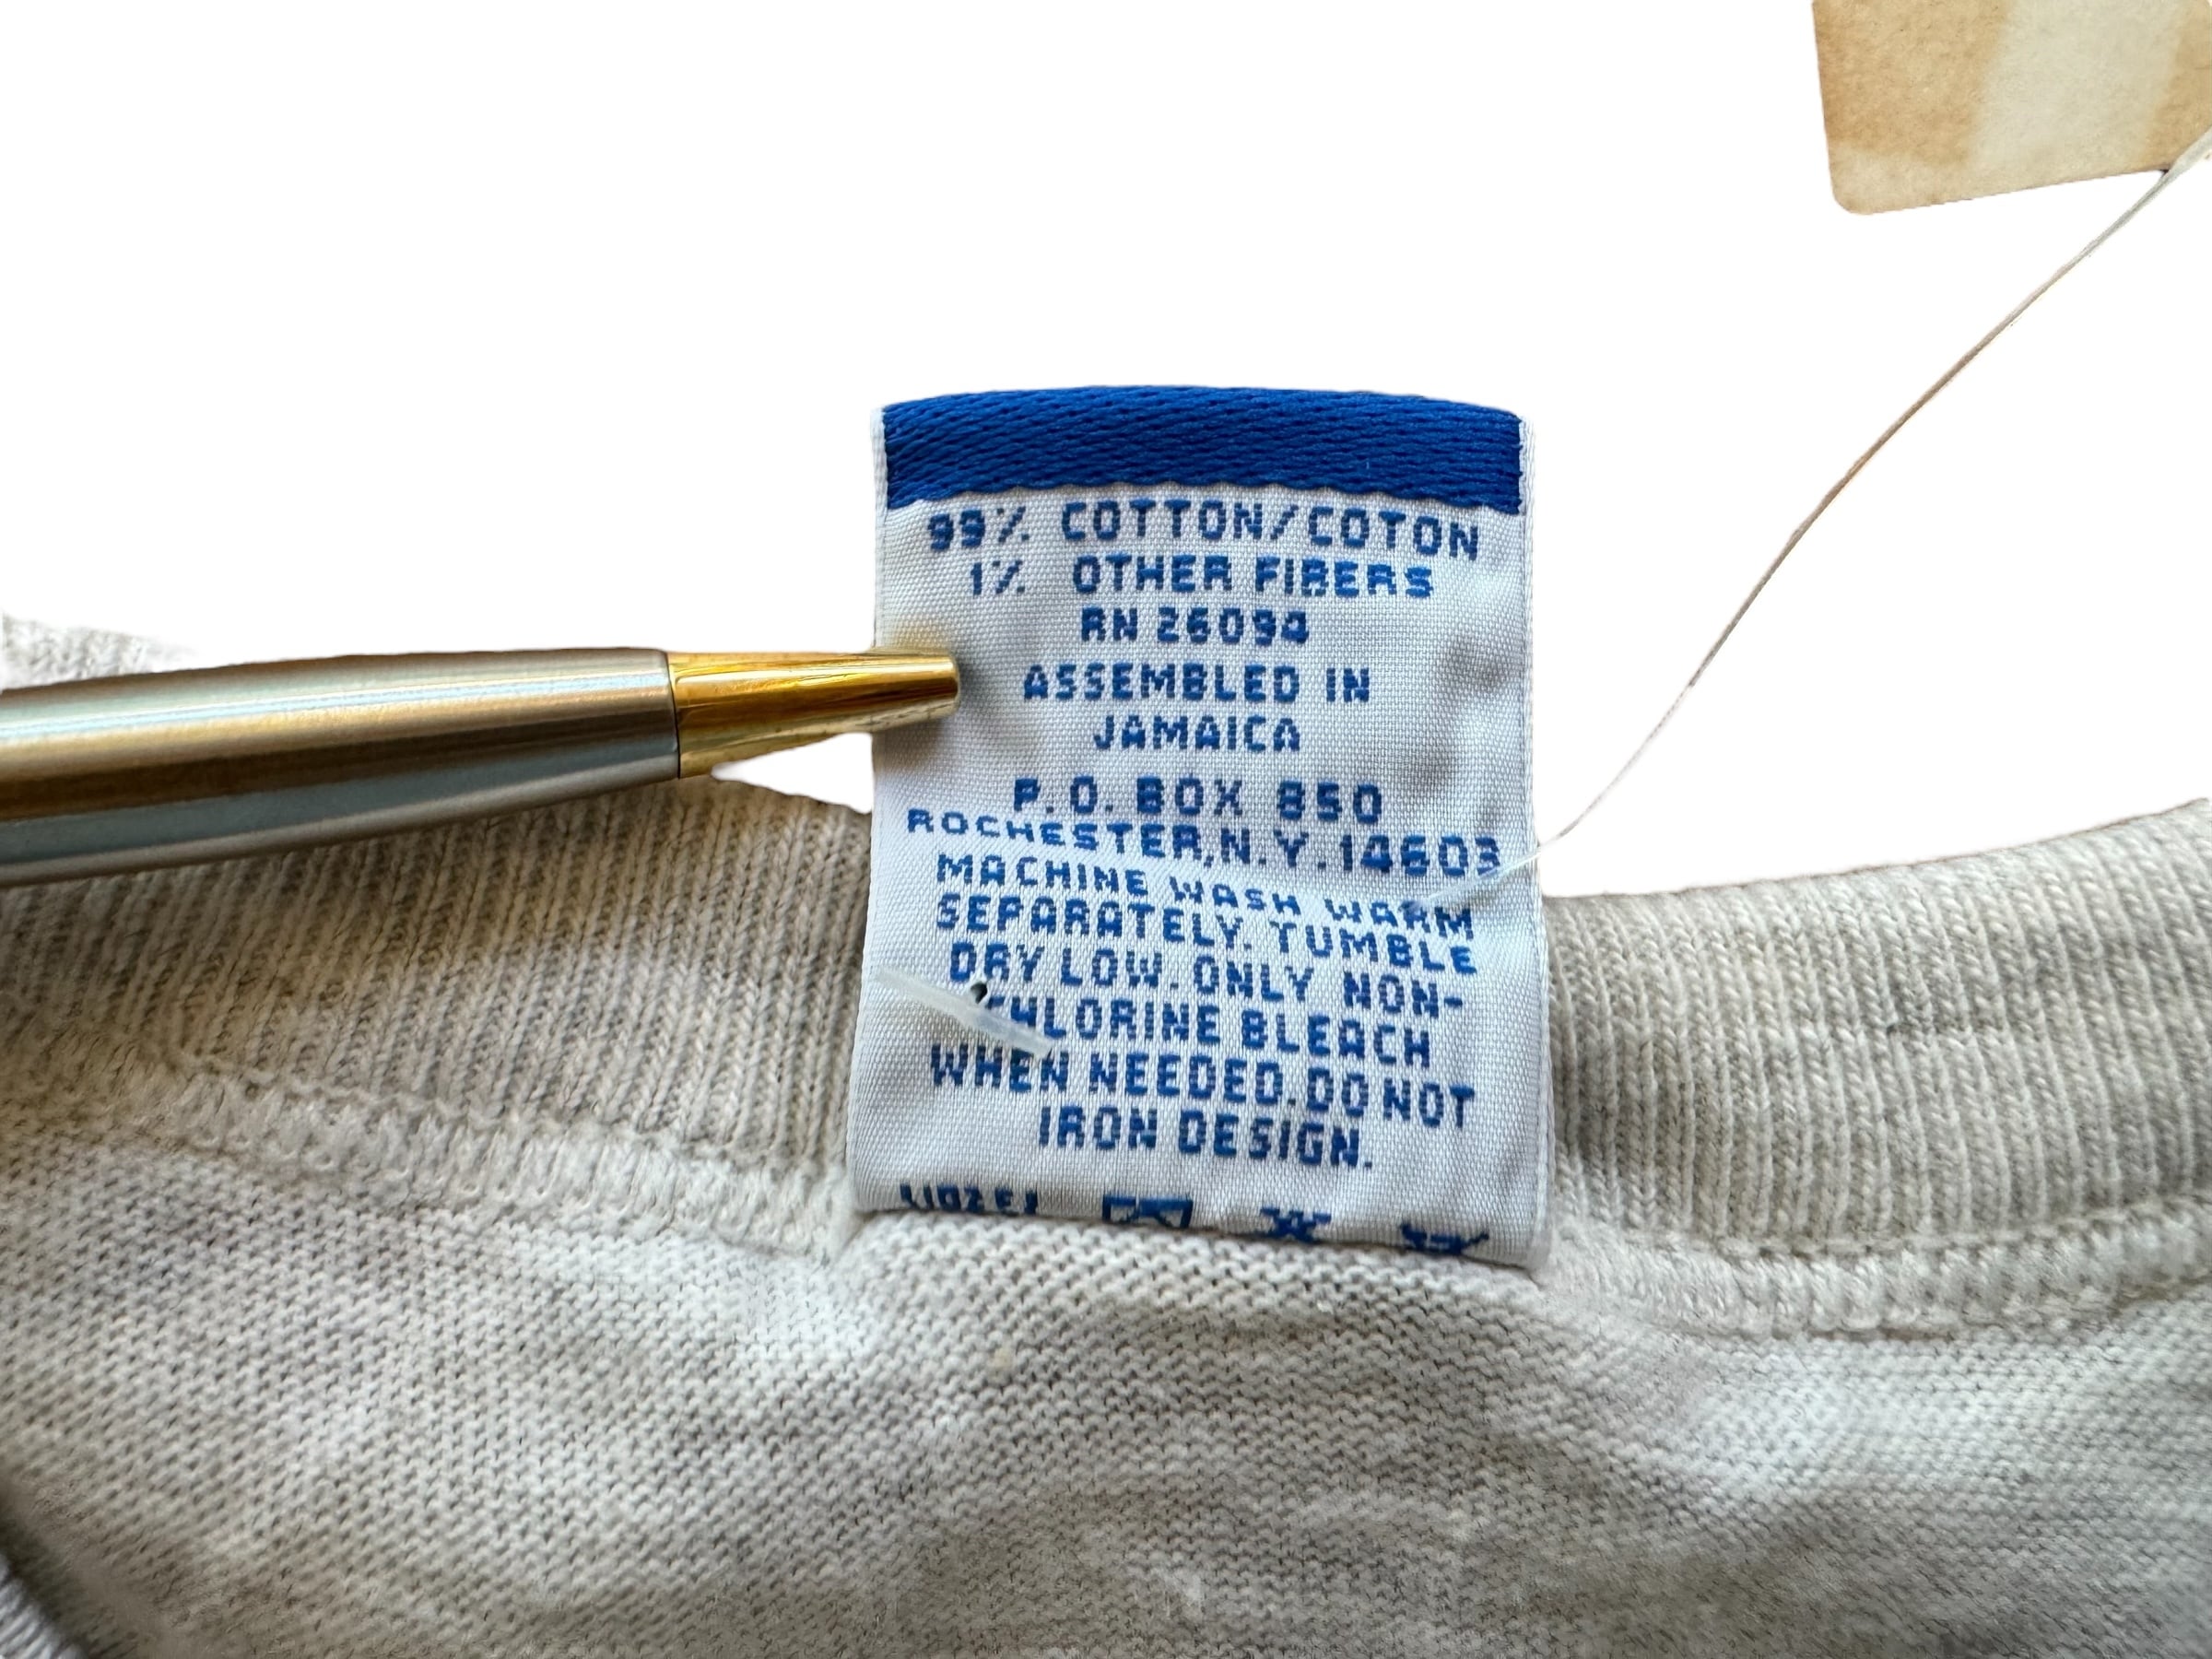 99% COTTON/COTON
1% OTHER FIBERS
RN 26094
ASSEMBLED IN
JAMAICA
P.O. BOX 850
ROCHESTER,N.Y.14603
MACHINE WASH WARM
SEPARATELY. TUMBLE
DRY LOW. ONLY NON-
CHLORINE BLEACH
WHEN NEEDED. DO NOT
IRON DESIGN.